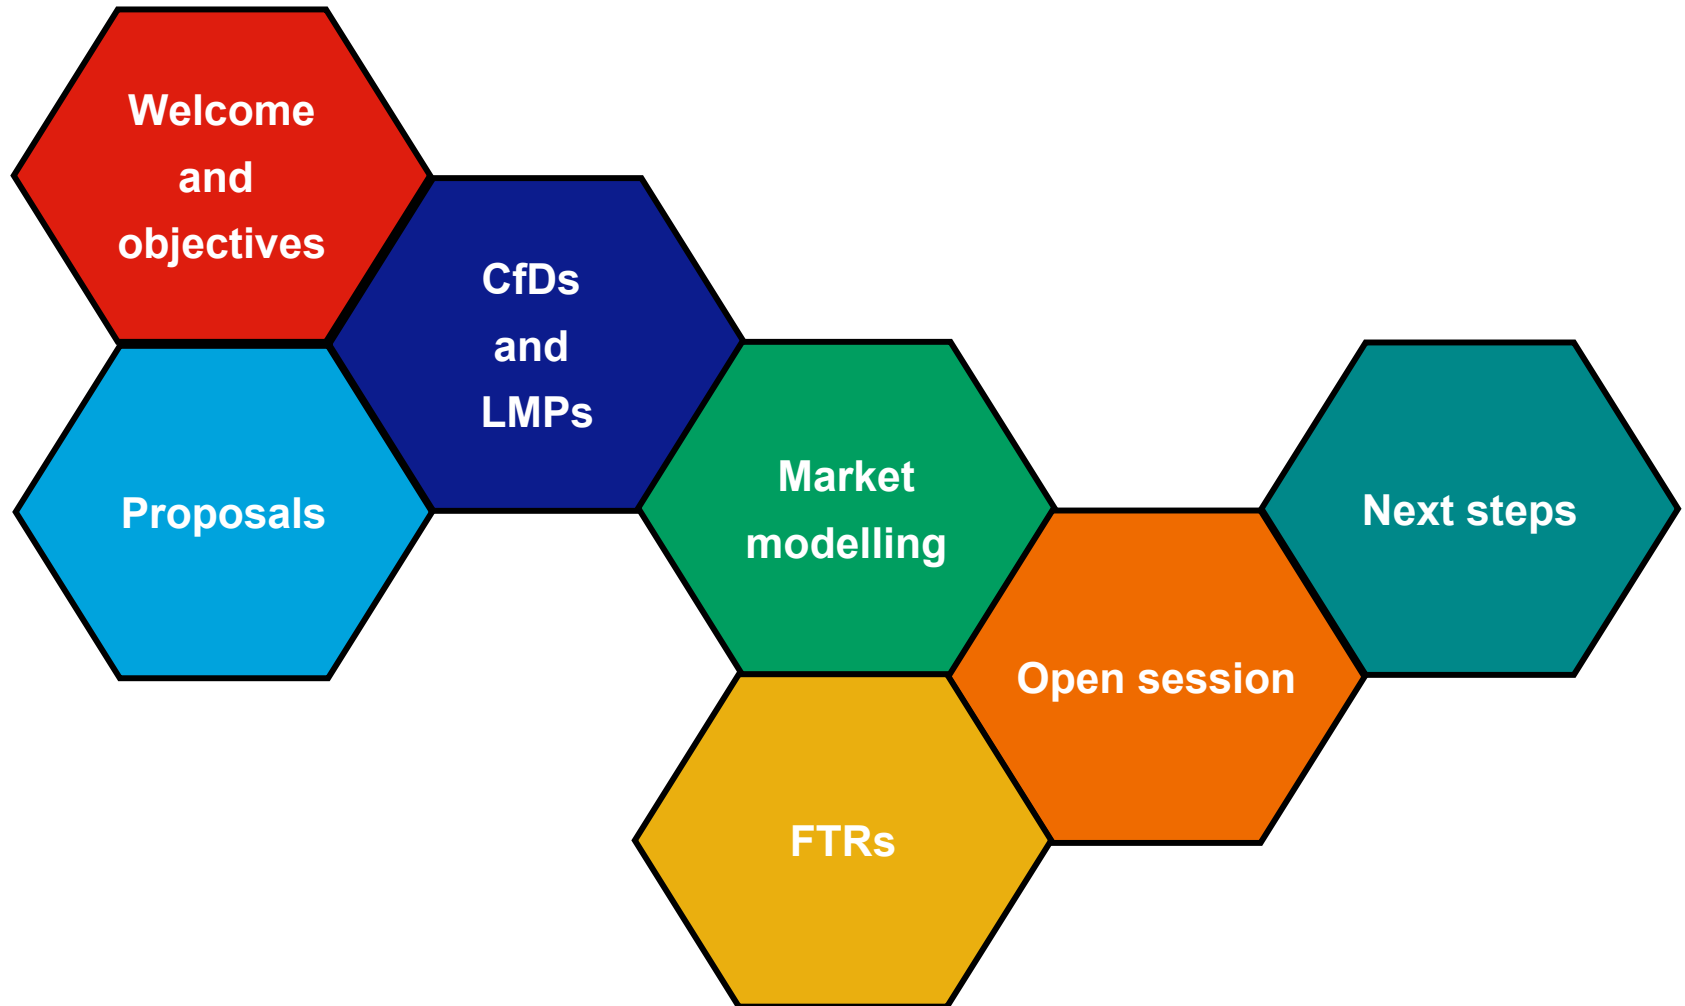 Welcome
and
objectives
Proposals
CfDs
and
LMPs
Market
modelling
FTRs
Open session
Next steps